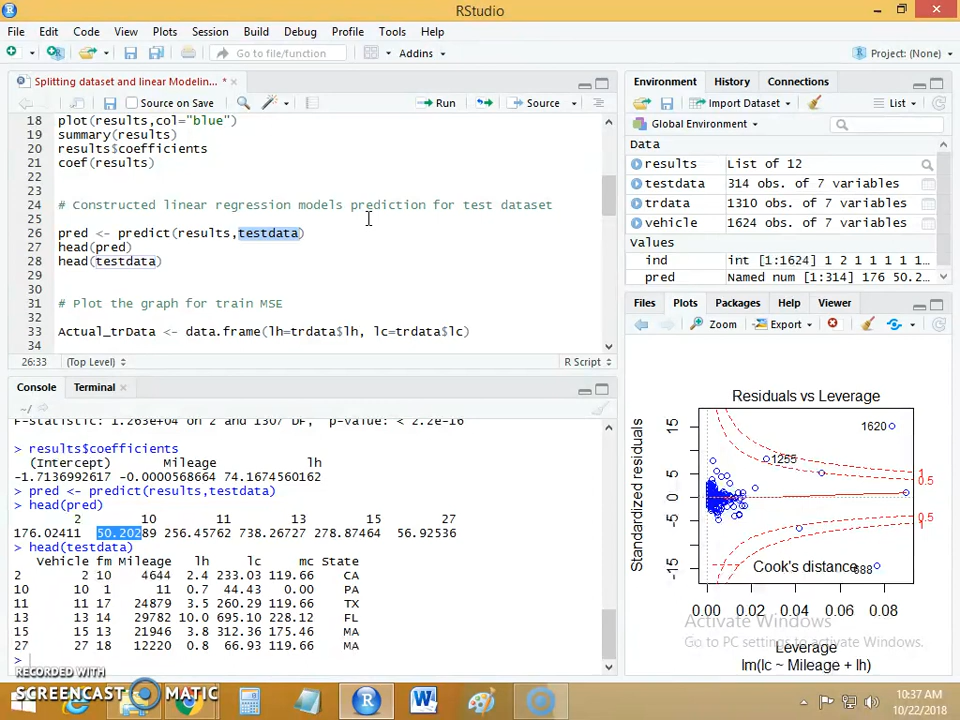 RStudio
File Edit Code View Plots Session Build Debug Profile Tools Help
Go to file/function Addins Project: (None)
Splitting dataset and linear Modelin... *
Source on Save Run Source
18 plot(results,col="blue")
19 summary(results)
20 results$coefficients
21 coef(results)
22
23
24 # Constructed linear regression models prediction for test dataset
25
26 pred <- predict(results,testdata)
27 head(pred)
28 head(testdata)
29
30
31 # Plot the graph for train MSE
32
33 Actual_trData <- data.frame(lh=trdata$lh, lc=trdata$lc)
34
26:33 (Top Level) R Script
Console Terminal
~/
F-statistic: 1.263e+04 on 2 and 1307 DF, p-value: < 2.2e-16
> results$coefficients
(Intercept) Mileage lh
-1.7136992617 -0.0000568664 74.1674560162
> pred <- predict(results,testdata)
> head(pred)
2 10 11 13 15 27
176.02411 50.20289 256.45762 738.26727 278.87464 56.92536
> head(testdata)
Vehicle fm Mileage lh lc mc State
2 2 10 4644 2.4 233.03 119.66 CA
10 10 1 11 0.7 44.43 0.00 PA
11 11 17 24879 3.5 260.29 119.66 TX
13 13 14 29782 10.0 695.10 228.12 FL
15 15 13 21946 3.8 312.36 175.46 MA
27 27 18 12220 0.8 66.93 119.66 MA
>
Environment History Connections
Import Dataset List
Global Environment
Data
results List of 12
testdata 314 obs. of 7 variables
trdata 1310 obs. of 7 variables
vehicle 1624 obs. of 7 variables
Values
ind int [1:1624] 1 2 1 1 1 1...
pred Named num [1:314] 176 50.2...
Files Plots Packages Help Viewer
Zoom Export
Residuals vs Leverage
Standardized residuals
15
5
0
-5
-15
1620
1255
688
1
0.5
0.5
1
Cook's distance
0.00 0.02 0.04 0.06 0.08
Leverage
lm(lc ~ Mileage + lh)
Activate Windows
Go to PC settings to activate Windows.
RECORDED WITH
SCREENCAST MATIC
10:37 AM
10/22/2018